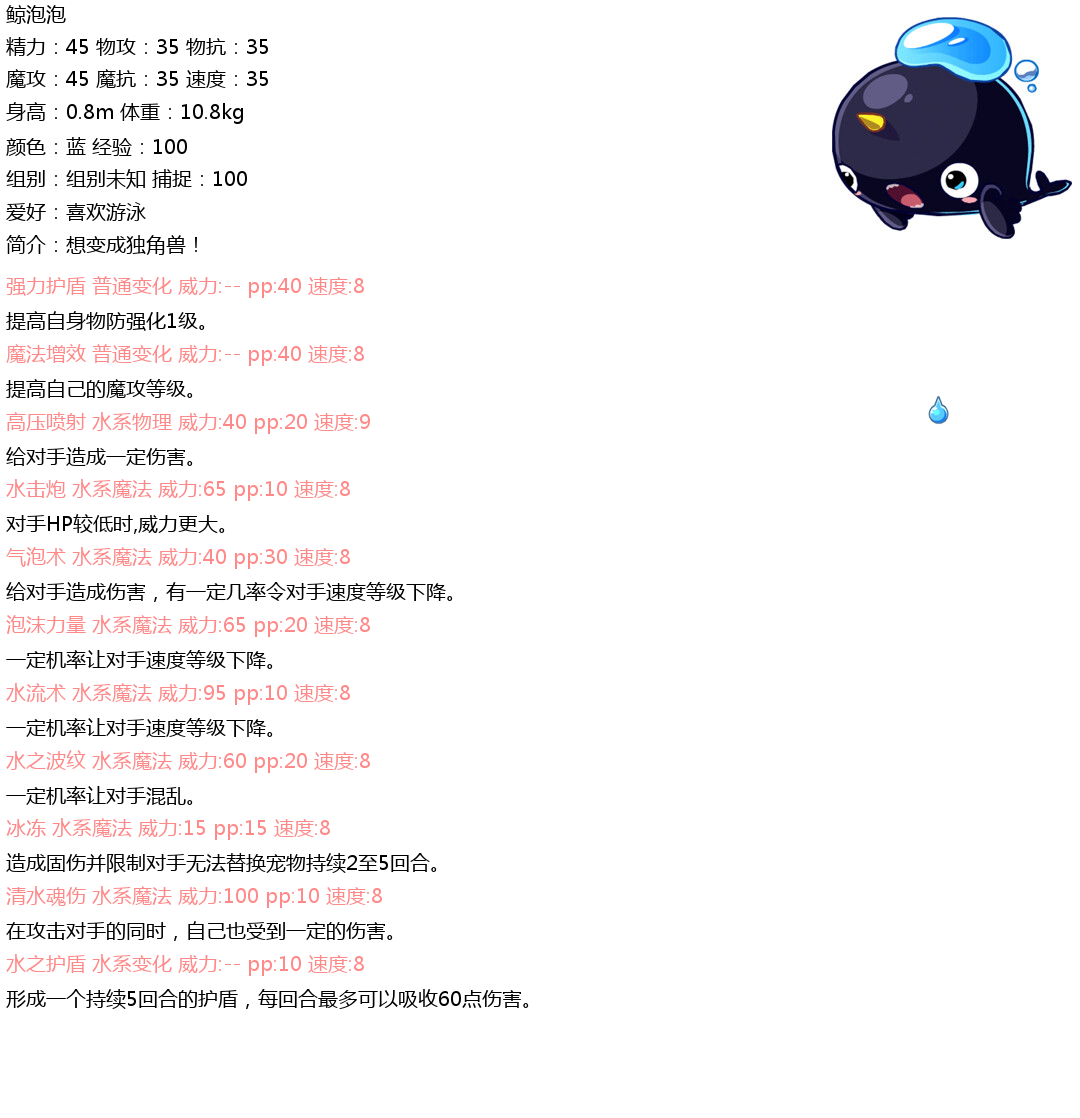 鲸泡泡
精力：45 物攻：35 物抗：35
魔攻：45 魔抗：35 速度：35
身高：0.8m 体重：10.8kg
颜色：蓝 经验：100
组别：组别未知 捕捉：100
爱好：喜欢游泳
简介：想变成独角兽！
强力护盾 普通变化 威力:-- pp:40 速度:8
提高自身物防强化1级。
魔法增效 普通变化 威力:-- pp:40 速度:8
提高自己的魔攻等级。
高压喷射 水系物理 威力:40 pp:20 速度:9
给对手造成一定伤害。
水击炮 水系魔法 威力:65 pp:10 速度:8
对手HP较低时,威力更大。
气泡术 水系魔法 威力:40 pp:30 速度:8
给对手造成伤害，有一定几率令对手速度等级下降。
泡沫力量 水系魔法 威力:65 pp:20 速度:8
一定机率让对手速度等级下降。
水流术 水系魔法 威力:95 pp:10 速度:8
一定机率让对手速度等级下降。
水之波纹 水系魔法 威力:60 pp:20 速度:8
一定机率让对手混乱。
冰冻 水系魔法 威力:15 pp:15 速度:8
造成固伤并限制对手无法替换宠物持续2至5回合。
清水魂伤 水系魔法 威力:100 pp:10 速度:8
在攻击对手的同时，自己也受到一定的伤害。
水之护盾 水系变化 威力:-- pp:10 速度:8
形成一个持续5回合的护盾，每回合最多可以吸收60点伤害。